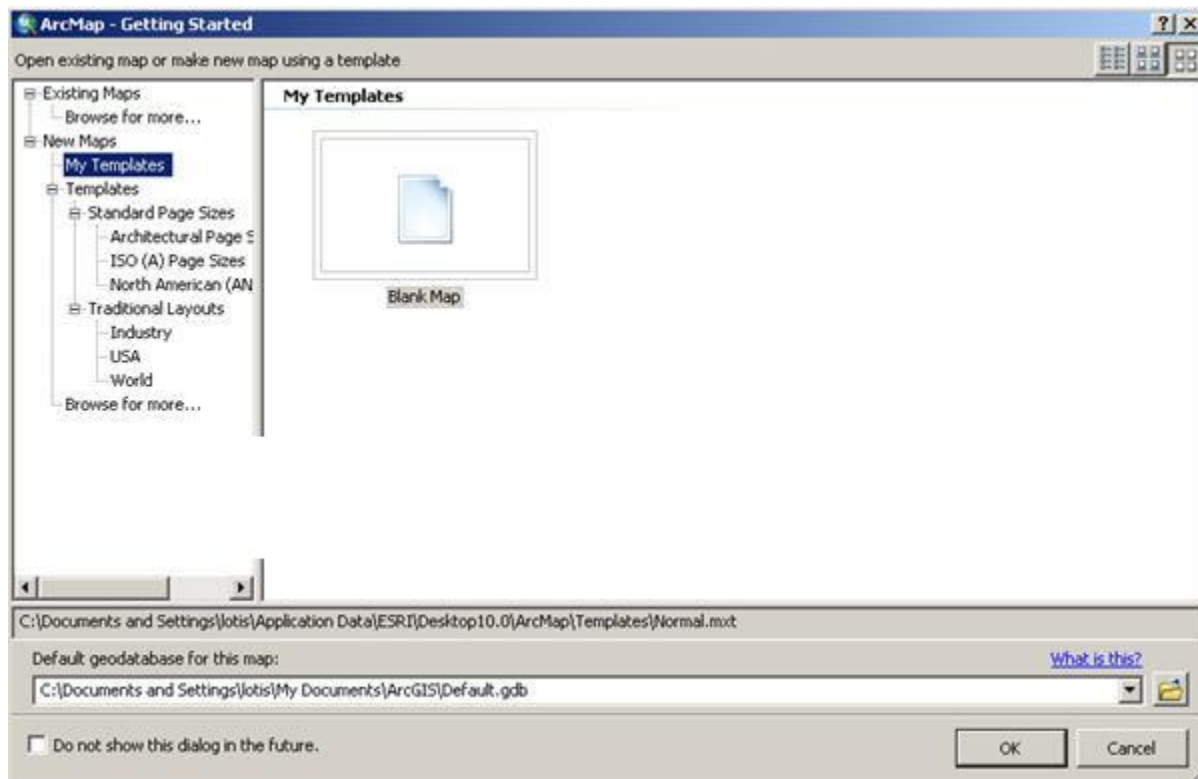 ArcMap - Getting Started
Open existing map or make new map using a template
Existing Maps
Browse for more...
New Maps
My Templates
Templates
Standard Page Sizes
Architectural Page S
ISO (A) Page Sizes
North American (AN
Traditional Layouts
Industry
USA
World
Browse for more...
My Templates
Blank Map
C:\Documents and Settings\lotis\Application Data\ESRI\Desktop10.0\ArcMap\Templates\Normal.mxt
Default geodatabase for this map:
What is this?
C:\Documents and Settings\lotis\My Documents\ArcGIS\Default.gdb
Do not show this dialog in the future.
OK
Cancel